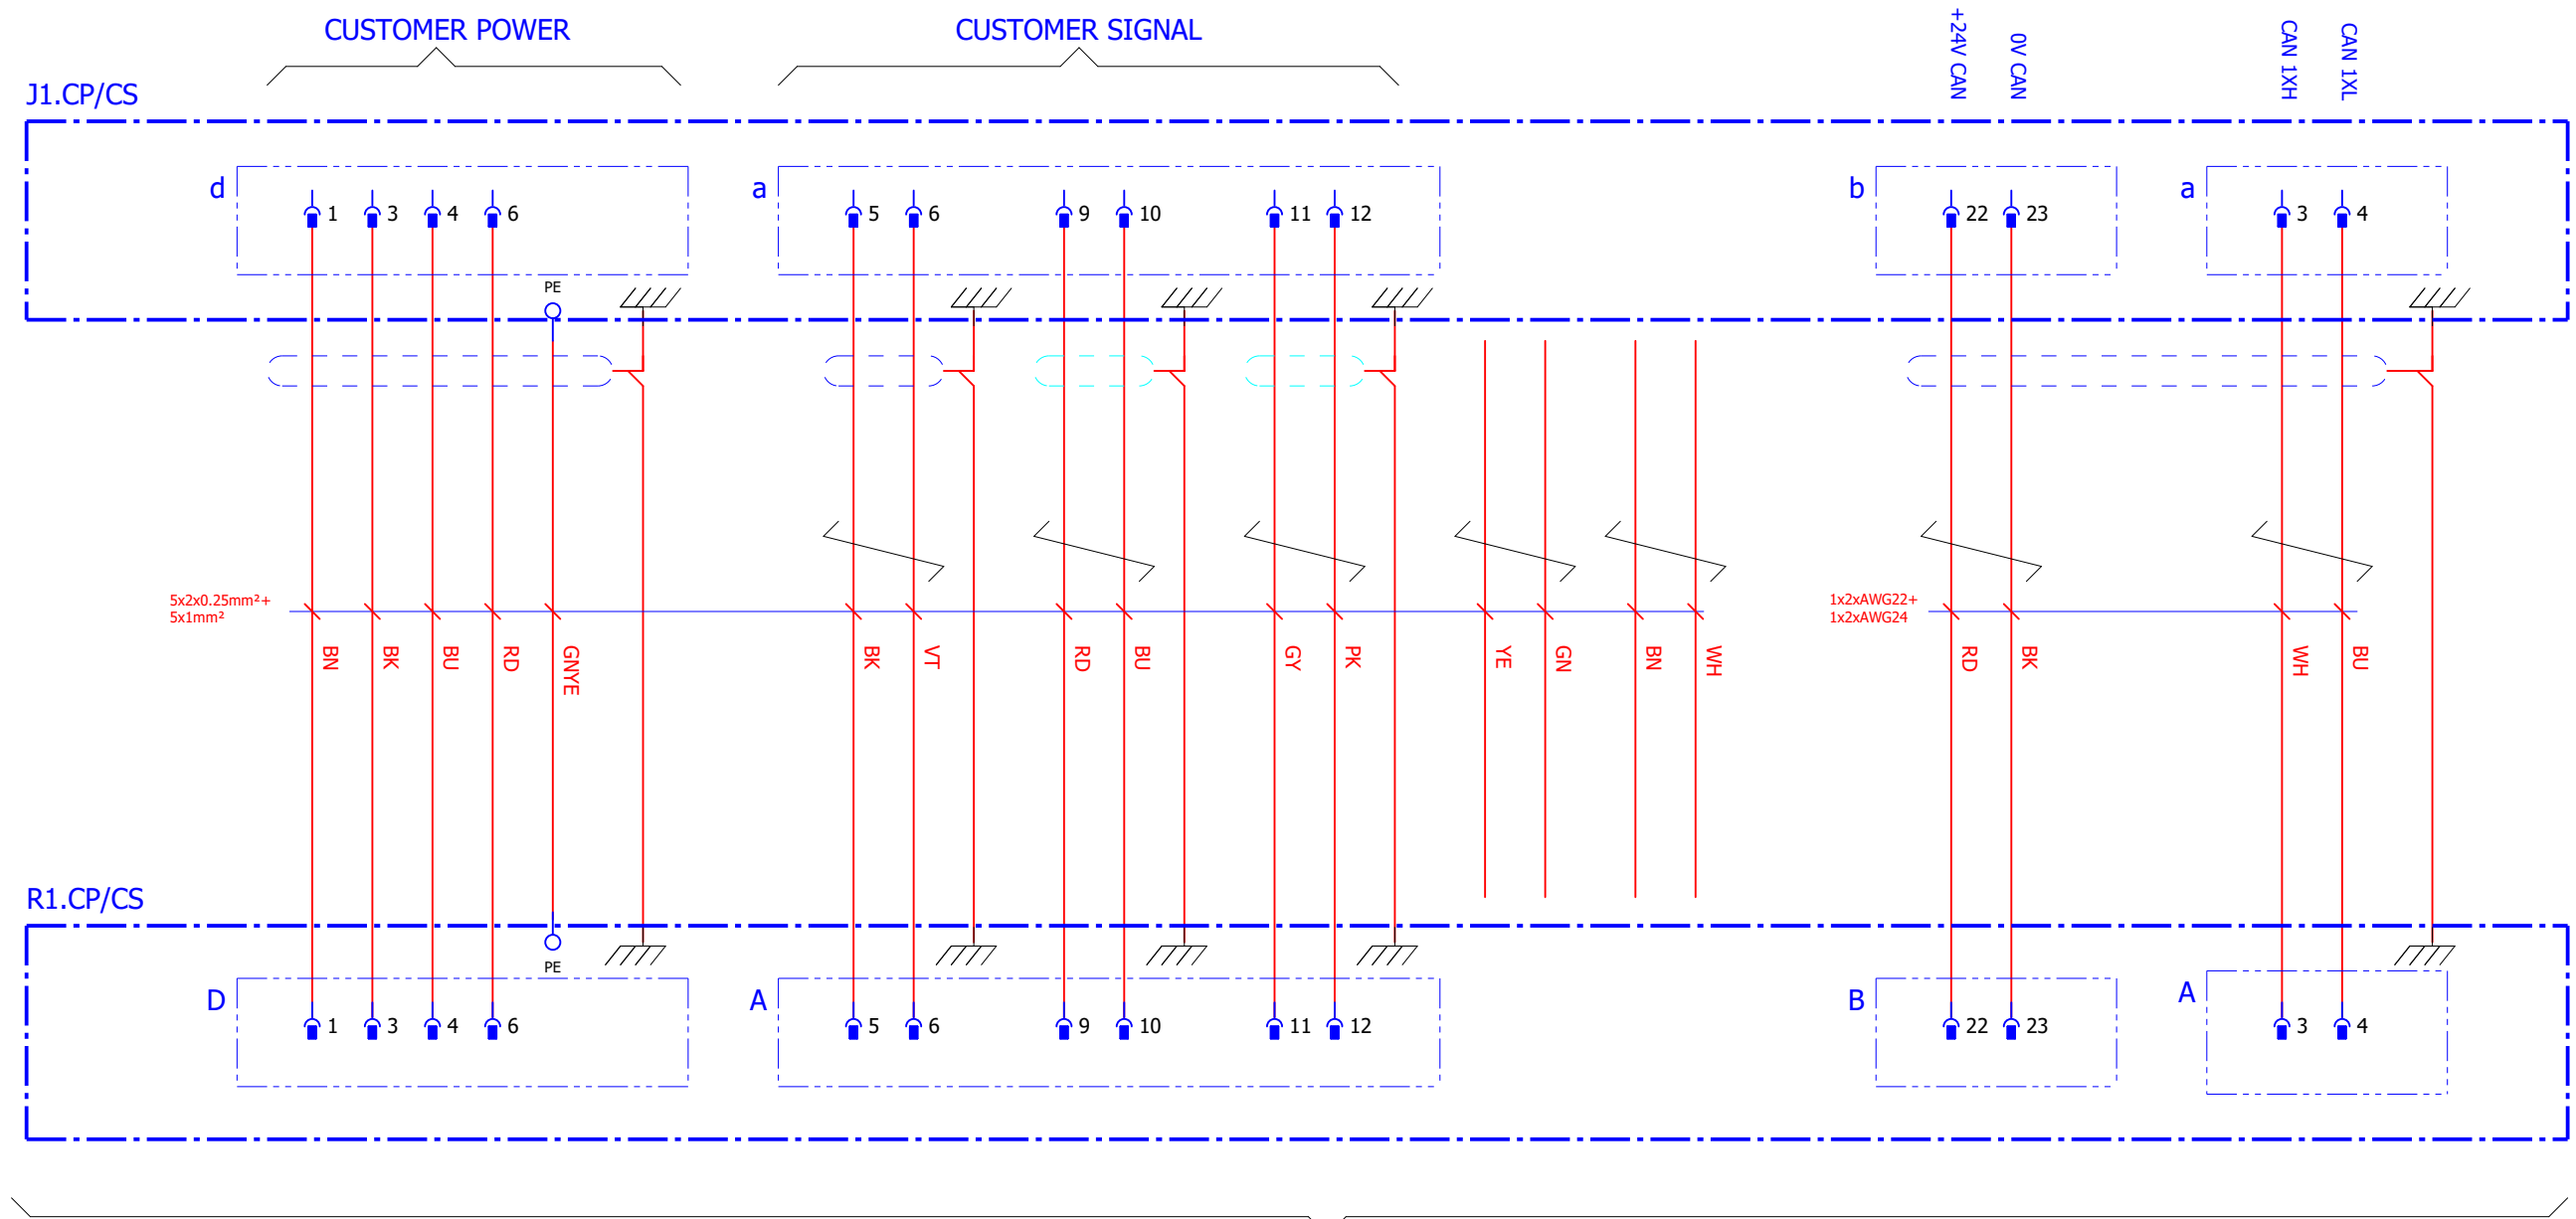 CUSTOMER POWER
CUSTOMER SIGNAL
+24V CAN
0V CAN
CAN 1XH
CAN 1XL
J1.CP/CS
d
1 3 4 6
a
5 6 9 10 11 12
b
22 23
a
3 4
PE
5x2x0.25mm²+
5x1mm²
1x2xAWG22+
1x2xAWG24
BN
BK
BU
RD
GNYE
BK
VT
RD
BU
GY
PK
YE
GN
BN
WH
RD
BK
WH
BU
R1.CP/CS
PE
D
1 3 4 6
A
5 6 9 10 11 12
B
22 23
A
3 4